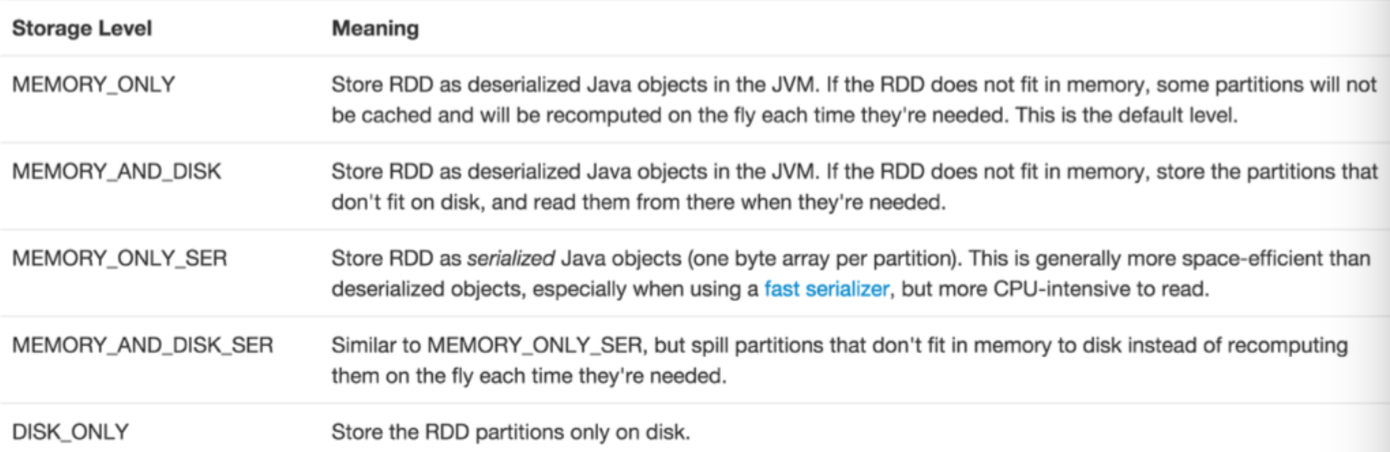 Storage Level Meaning
MEMORY_ONLY Store RDD as deserialized Java objects in the JVM. If the RDD does not fit in memory, some partitions will not
be cached and will be recomputed on the fly each time they're needed. This is the default level.
MEMORY_AND_DISK Store RDD as deserialized Java objects in the JVM. If the RDD does not fit in memory, store the partitions that
don't fit on disk, and read them from there when they're needed.
MEMORY_ONLY_SER Store RDD as serialized Java objects (one byte array per partition). This is generally more space-efficient than
deserialized objects, especially when using a fast serializer, but more CPU-intensive to read.
MEMORY_AND_DISK_SER Similar to MEMORY_ONLY_SER, but spill partitions that don't fit in memory to disk instead of recomputing
them on the fly each time they're needed.
DISK_ONLY Store the RDD partitions only on disk.